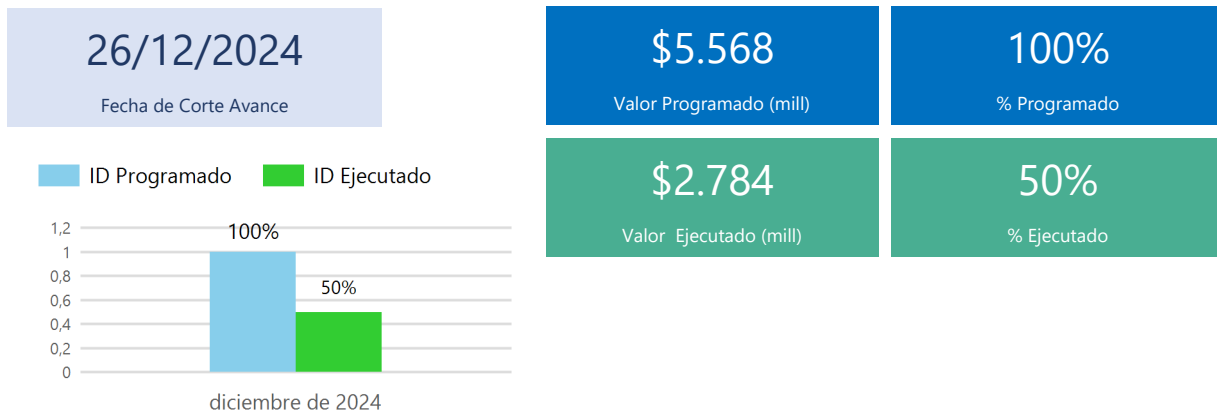 26/12/2024
Fecha de Corte Avance
$5.568
Valor Programado (mill)
100%
% Programado
$2.784
Valor  Ejecutado (mill)
50%
% Ejecutado
ID Programado
ID Ejecutado
1,2
1
0,8
0,6
0,4
0,2
0
100%
50%
diciembre de 2024